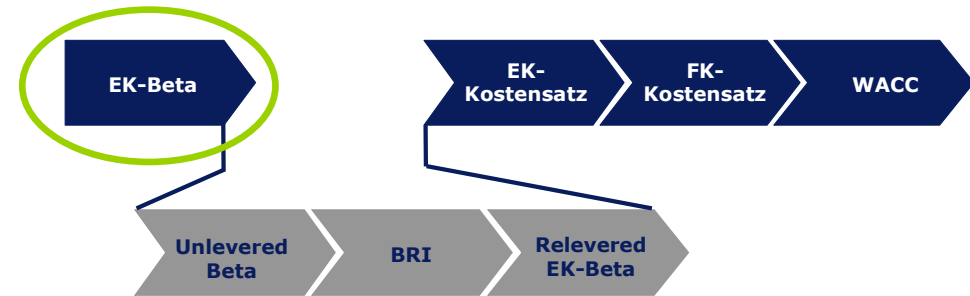 EK-Beta
EK-
Kostensatz
FK-
Kostensatz
WACC
Unlevered
Beta
BRI
Relevered
EK-Beta